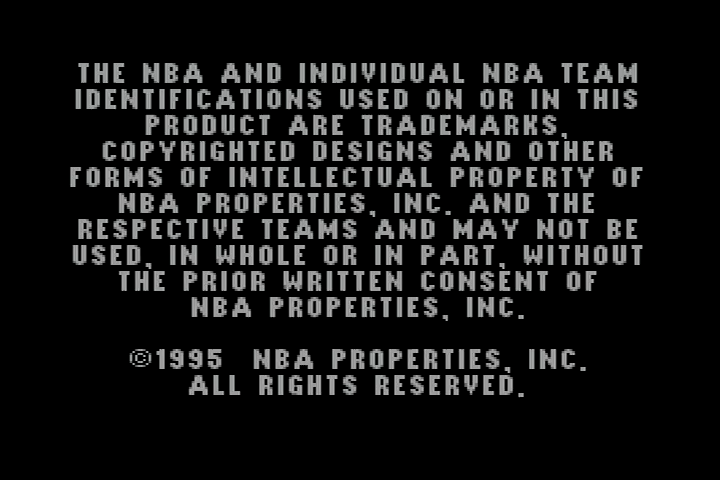 THE NBA AND INDIVIDUAL NBA TEAM
IDENTIFICATIONS USED ON OR IN THIS
PRODUCT ARE TRADEMARKS,
COPYRIGHTED DESIGNS AND OTHER
FORMS OF INTELLECTUAL PROPERTY OF
NBA PROPERTIES, INC. AND THE
RESPECTIVE TEAMS AND MAY NOT BE
USED, IN WHOLE OR IN PART, WITHOUT
THE PRIOR WRITTEN CONSENT OF
NBA PROPERTIES, INC.
©1995 NBA PROPERTIES, INC.
ALL RIGHTS RESERVED.